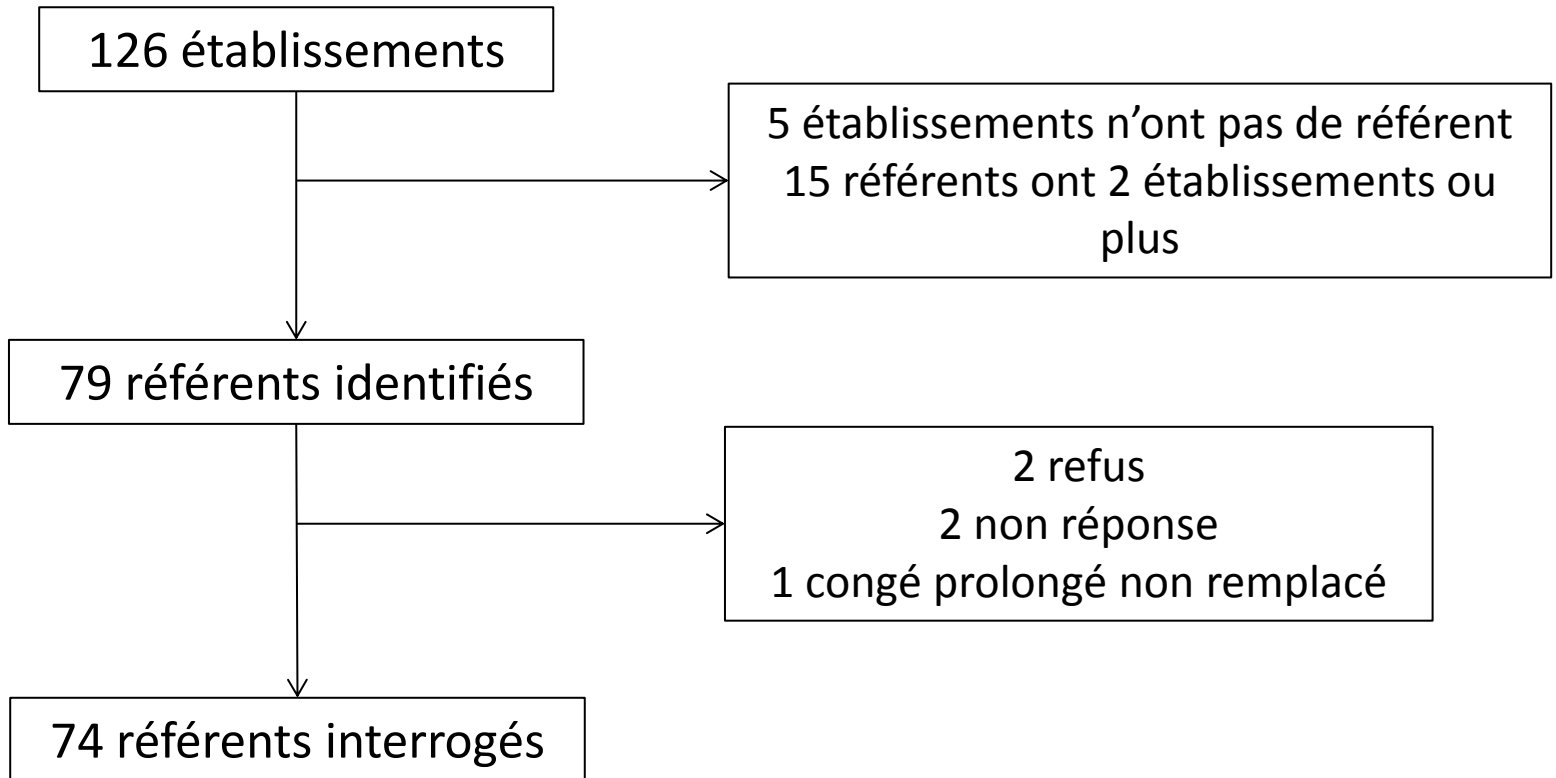 126 établissements
5 établissements n’ont pas de référent
15 référents ont 2 établissements ou
plus
79 référents identifiés
2 refus
2 non réponse
1 congé prolongé non remplacé
74 référents interrogés